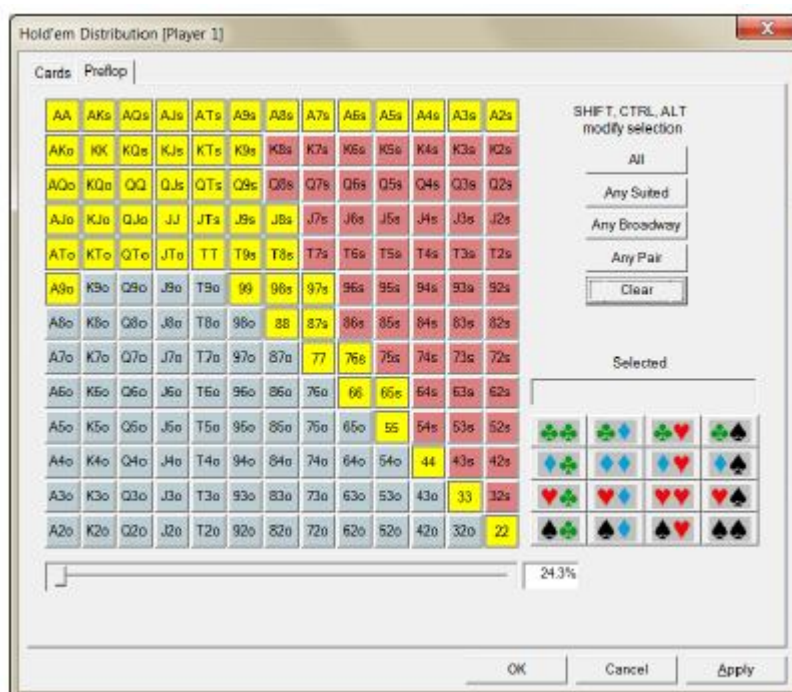 Hold'em Distribution [Player 1]
Cards Preflop
AA AKs AQs AJs ATs A9s A8s A7s A6s A5s A4s A3s A2s
AKo KK KQs KJs KTs K9s K8s K7s K6s K5s K4s K3s K2s
AQo KQo QQ QJs QTs Q9s Q8s Q7s Q6s Q5s Q4s Q3s Q2s
AJo KJo QJo JJ JTs J9s J8s J7s J6s J5s J4s J3s J2s
ATo KTo QTo JTo TT T9s T8s T7s T6s T5s T4s T3s T2s
A9o K9o Q9o J9o T9o 99 98s 97s 96s 95s 94s 93s 92s
A8o K8o Q8o J8o T8o 98o 88 87s 86s 85s 84s 83s 82s
A7o K7o Q7o J7o T7o 97o 87o 77 76s 75s 74s 73s 72s
A6o K6o Q6o J6o T6o 96o 86o 76o 66 65s 64s 63s 62s
A5o K5o Q5o J5o T5o 95o 85o 75o 65o 55 54s 53s 52s
A4o K4o Q4o J4o T4o 94o 84o 74o 64o 54o 44 43s 42s
A3o K3o Q3o J3o T3o 93o 83o 73o 63o 53o 43o 33 32s
A2o K2o Q2o J2o T2o 92o 82o 72o 62o 52o 42o 32o 22
SHIFT, CTRL, ALT
modify selection
All
Any Suited
Any Broadway
Any Pair
Clear
Selected
24.3%
OK Cancel Apply